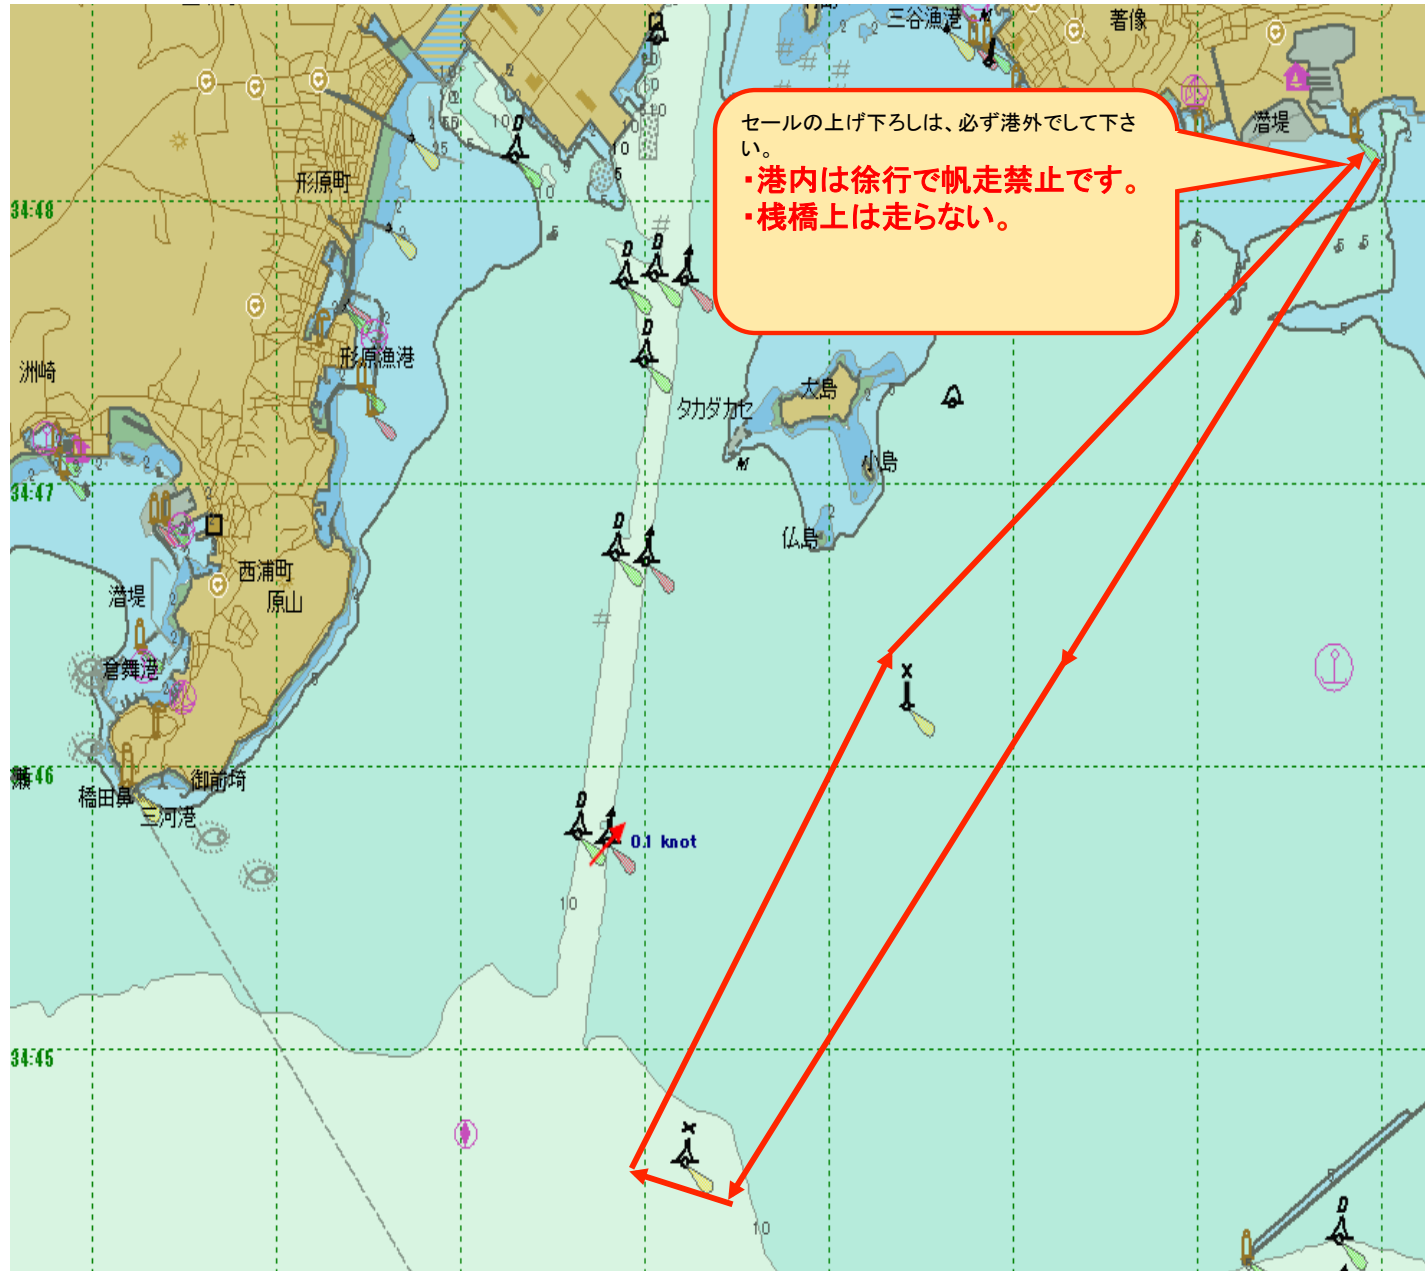 三谷漁港
著像
セールの上げ下ろしは、必ず港外でして下さ
い。
・港内は徐行で帆走禁止です。
・桟橋上は走らない。
潜堤
形原町
34:48
形原漁港
洲崎
大島
タカダカセ
小島
34:47
仏島
西浦町
原山
潜堤
倉舞港
34:46
御前埼
橋田鼻
三河港
0.1 knot
10
34:45
10